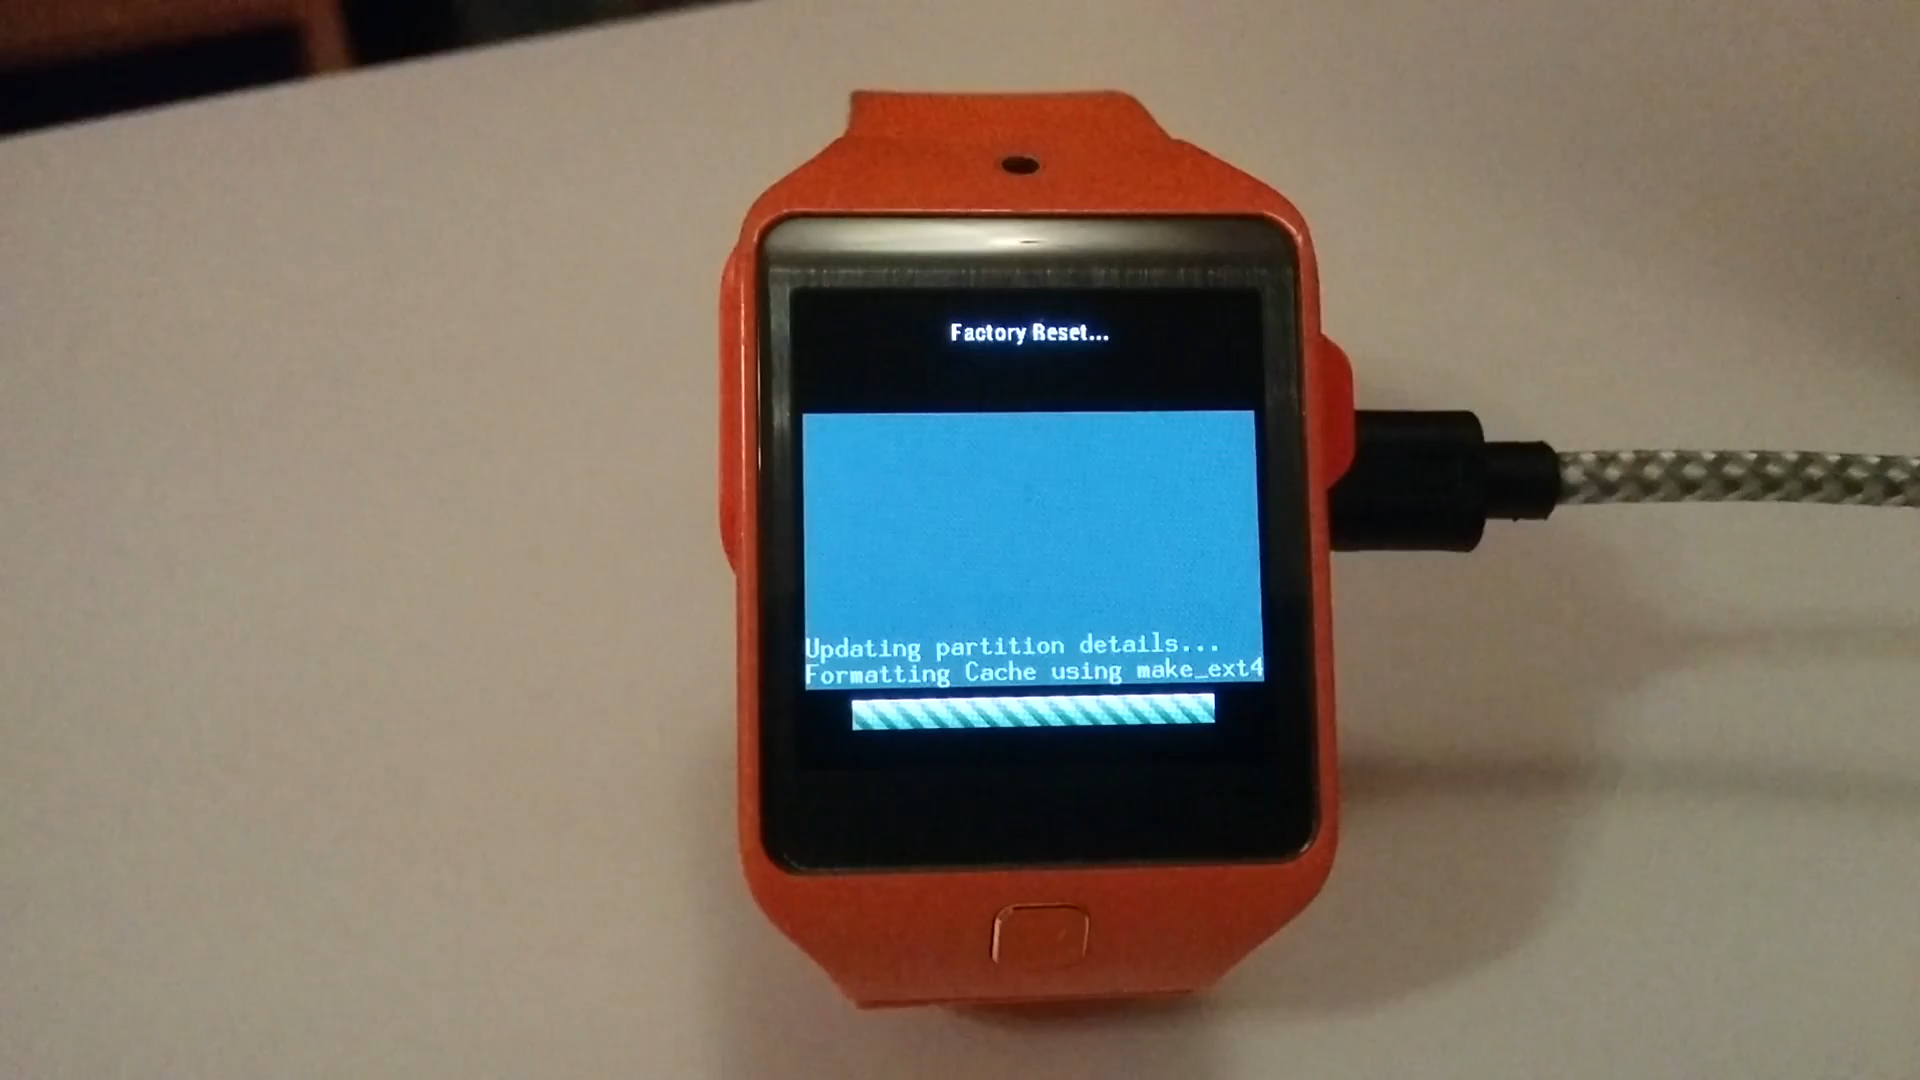 Factory Reset...
Updating partition details...
Formatting Cache using make_ext4